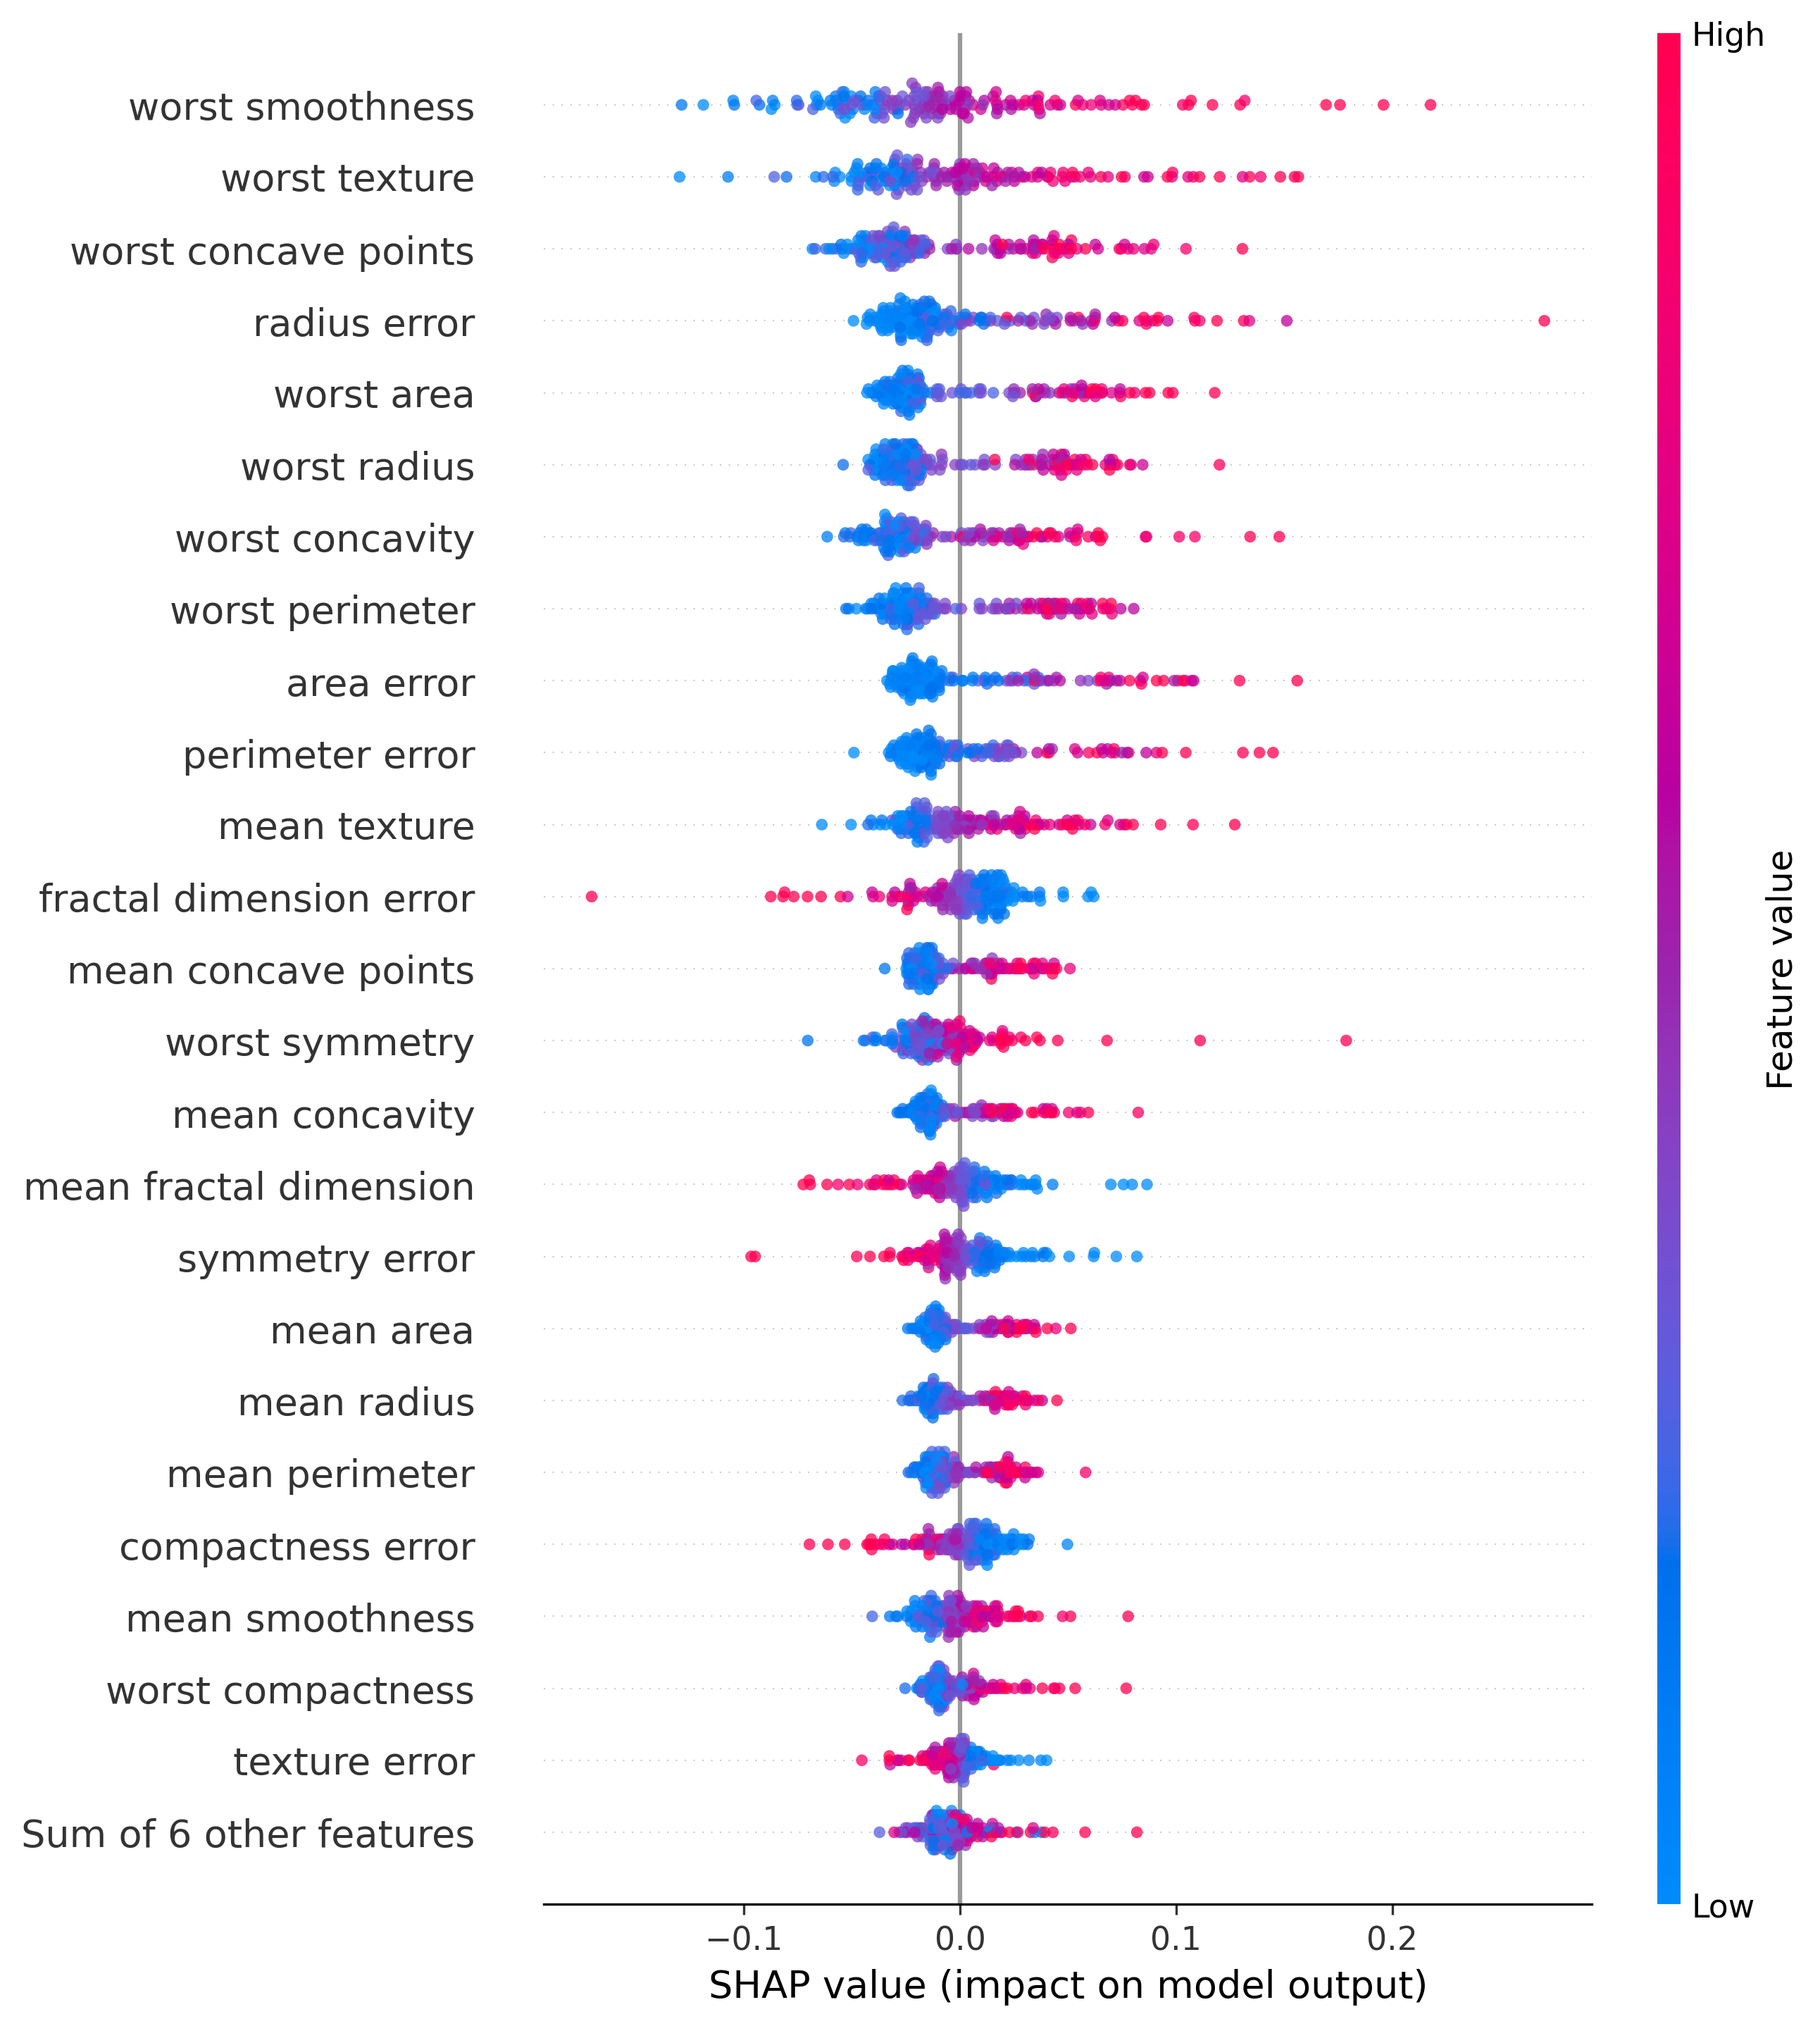 High
worst smoothness
worst texture
worst concave points
radius error
worst area
worst radius
worst concavity
worst perimeter
area error
perimeter error
mean texture
fractal dimension error
mean concave points
worst symmetry
mean concavity
mean fractal dimension
symmetry error
mean area
mean radius
mean perimeter
compactness error
mean smoothness
worst compactness
texture error
Sum of 6 other features
Feature value
Low
−0.1 0.0 0.1 0.2
SHAP value (impact on model output)